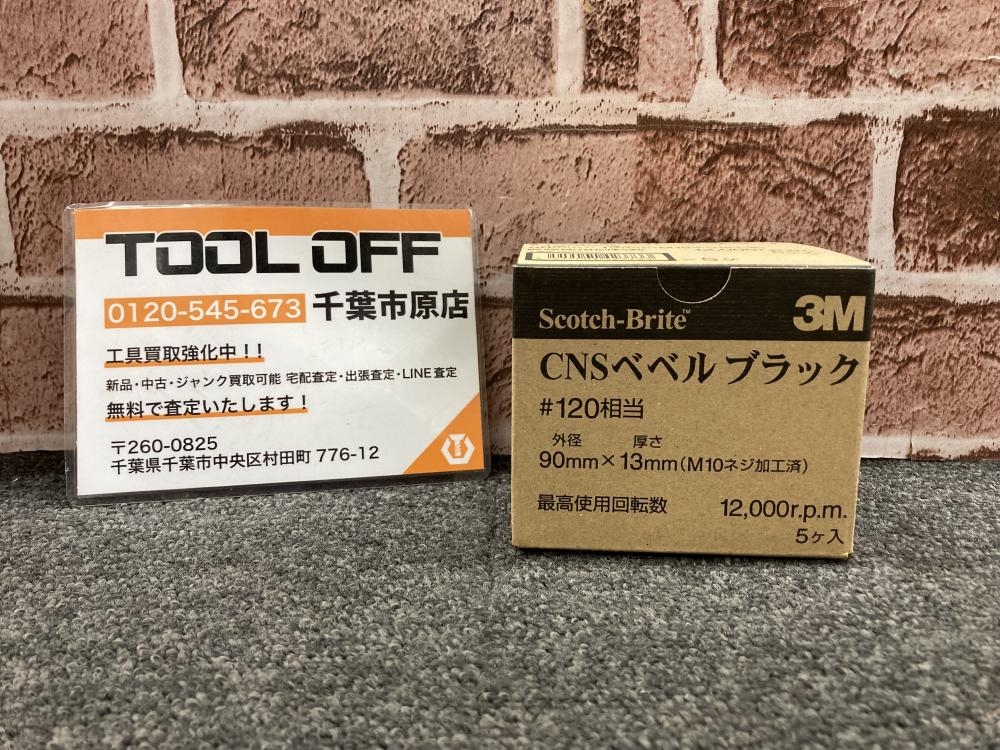 TOOL OFF
0120-545-673 千葉市原店
工具買取強化中！！
新品・中古・ジャンク買取可能 宅配査定・出張査定・LINE査定
無料で査定いたします！
〒260-0825
千葉県千葉市中央区村田町 776-12
Scotch-Brite™ 3M
CNSベベル ブラック
#120相当
外径 厚さ
90mm×13mm(M10ネジ加工済)
最高使用回転数 12,000r.p.m.
5ヶ入